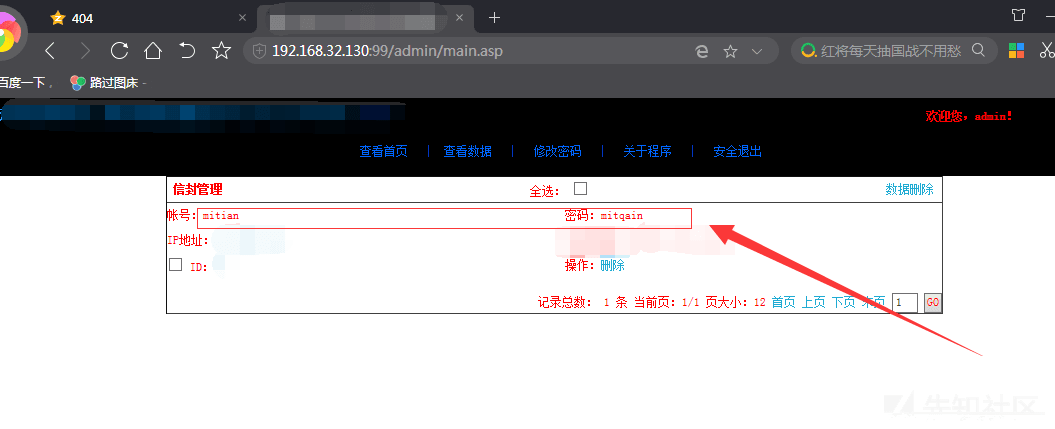 404
192.168.32.130:99/admin/main.asp
红将每天抽国战不用愁
百度一下
路过图床
欢迎您，admin!
查看首页 | 查看数据 | 修改密码 | 关于程序 | 安全退出
信封管理 全选： 数据删除
帐号：mitian 密码：mitqain
IP地址：
ID： 操作：删除
记录总数： 1 条 当前页：1/1 页大小：12 首页 上页 下页 末页 1 GO
先知社区